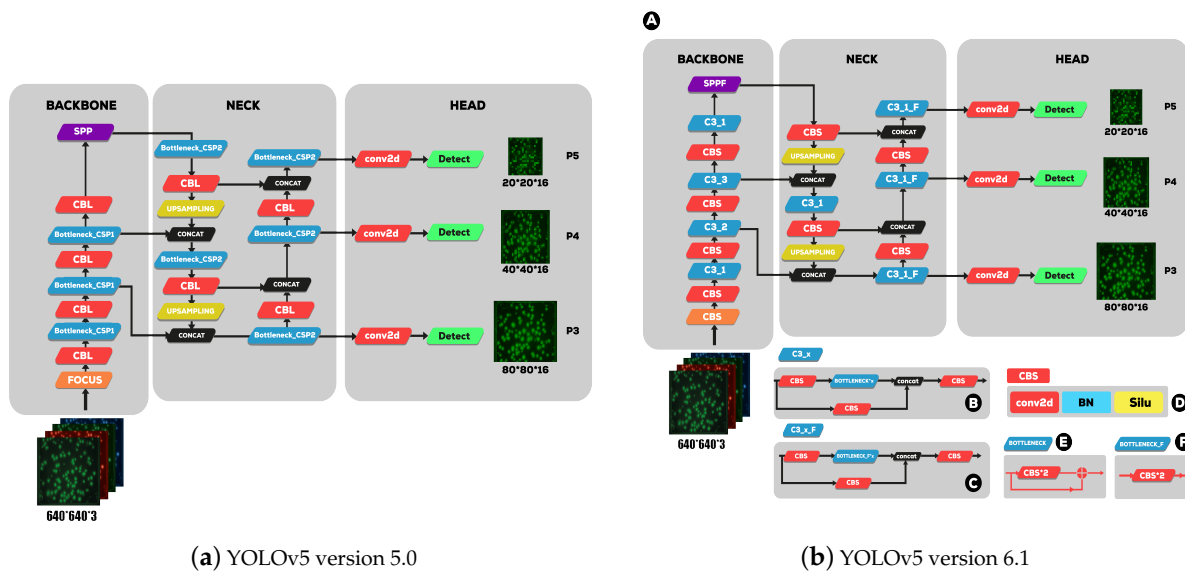 BACKBONE
NECK
HEAD
SPP
Bottleneck_CSP2
Bottleneck_CSP2
conv2d
Detect
P5
20*20*16
CBL
CONCAT
UPSAMPLING
CBL
CBL
Bottleneck_CSP1
CONCAT
Bottleneck_CSP2
conv2d
Detect
P4
40*40*16
CBL
Bottleneck_CSP2
Bottleneck_CSP1
CBL
CONCAT
CBL
UPSAMPLING
CBL
Bottleneck_CSP1
CONCAT
Bottleneck_CSP2
conv2d
Detect
P3
80*80*16
CBL
FOCUS
640*640*3
(a) YOLOv5 version 5.0
A
BACKBONE
NECK
HEAD
SPPF
C3_1_F
conv2d
Detect
P5
20*20*16
C3_1
CBS
CONCAT
CBS
UPSAMPLING
CBS
C3_3
CONCAT
C3_1_F
conv2d
Detect
P4
40*40*16
CBS
C3_1
C3_2
CBS
CONCAT
CBS
UPSAMPLING
CBS
C3_1
CONCAT
C3_1_F
conv2d
Detect
P3
80*80*16
CBS
CBS
640*640*3
C3_x
CBS
BOTTLENECK*x
concat
CBS
CBS
B
C3_x_F
CBS
BOTTLENECK_F*x
concat
CBS
CBS
C
CBS
conv2d
BN
Silu
D
BOTTLENECK
E
CBS*2
BOTTLENECK_F
F
CBS*2
(b) YOLOv5 version 6.1